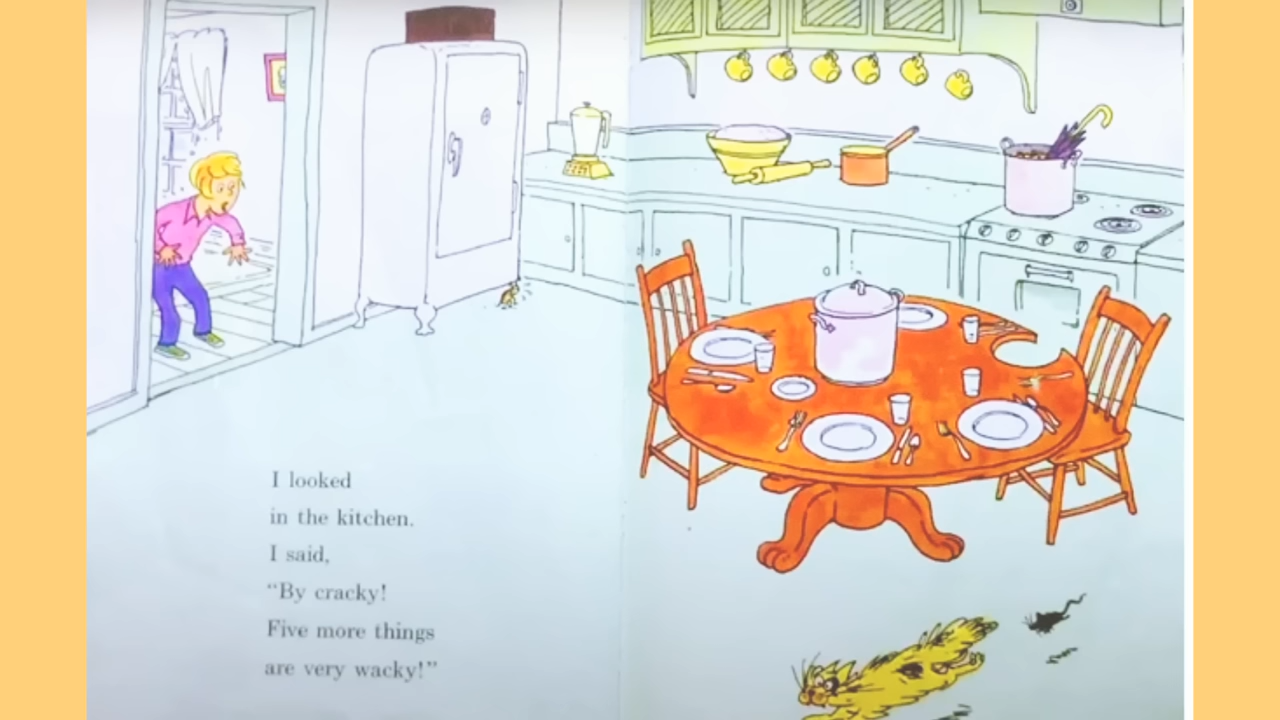 I looked
in the kitchen.
I said,
“By cracky!
Five more things
are very wacky!”